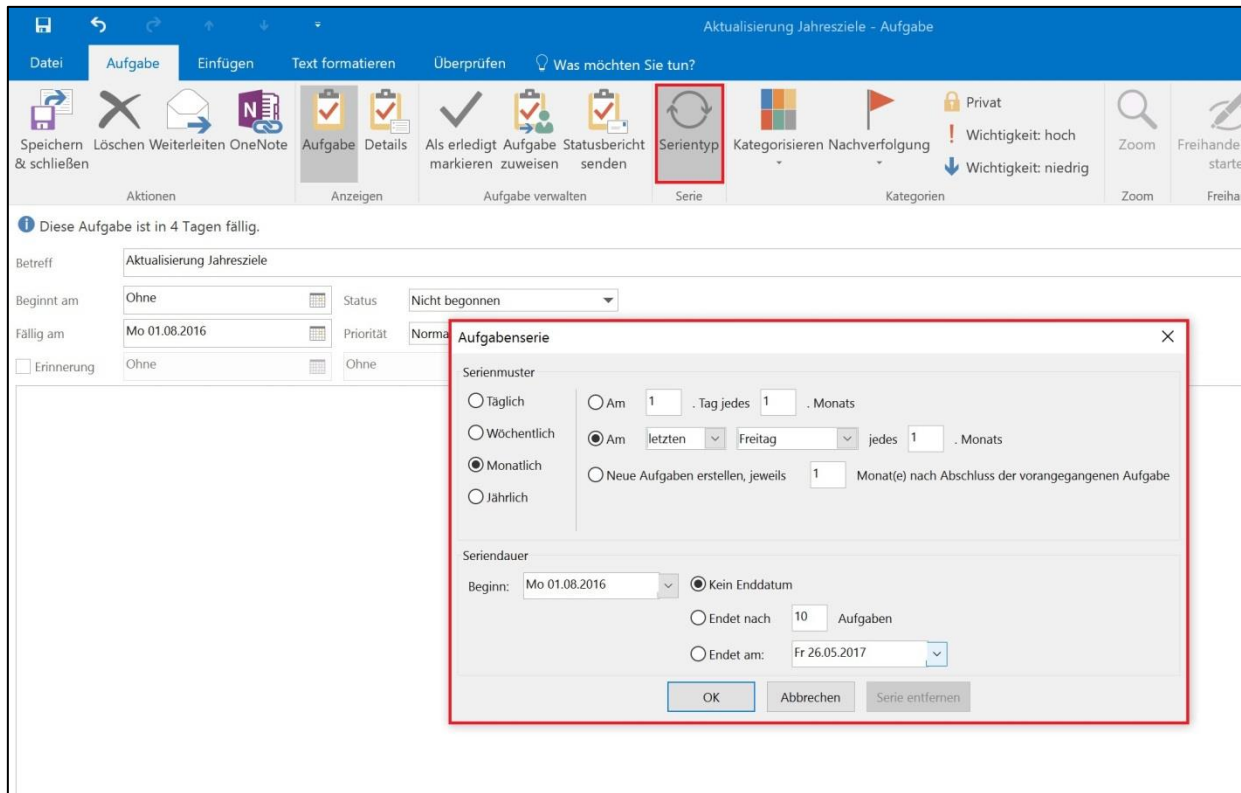 Aktualisierung Jahresziele - Aufgabe
Datei Aufgabe Einfügen Text formatieren Überprüfen Was möchten Sie tun?
Speichern & schließen
Löschen
Weiterleiten
OneNote
Aufgabe
Details
Als erledigt markieren
Aufgabe zuweisen
Statusbericht senden
Serientyp
Kategorisieren
Nachverfolgung
Privat
Wichtigkeit: hoch
Wichtigkeit: niedrig
Zoom
Aktionen Anzeigen Aufgabe verwalten Serie Kategorien Zoom
Diese Aufgabe ist in 4 Tagen fällig.
Betreff Aktualisierung Jahresziele
Beginnt am Ohne Status Nicht begonnen
Fällig am Mo 01.08.2016 Priorität Norma
Erinnerung Ohne Ohne
Aufgabenserie
Serienmuster
Täglich
Wöchentlich
Monatlich
Jährlich
Am 1 . Tag jedes 1 . Monats
Am letzten Freitag jedes 1 . Monats
Neue Aufgaben erstellen, jeweils 1 Monat(e) nach Abschluss der vorangegangenen Aufgabe
Seriendauer
Beginn: Mo 01.08.2016
Kein Enddatum
Endet nach 10 Aufgaben
Endet am: Fr 26.05.2017
OK Abbrechen Serie entfernen